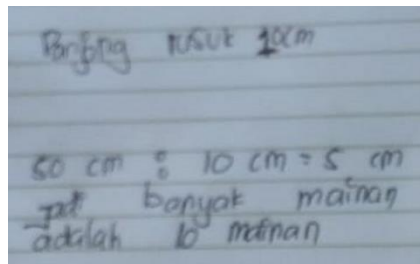 Panjang rusuk 10cm
50 cm : 10 cm = 5 cm
jadi banyak mainan
adalah 10 mainan